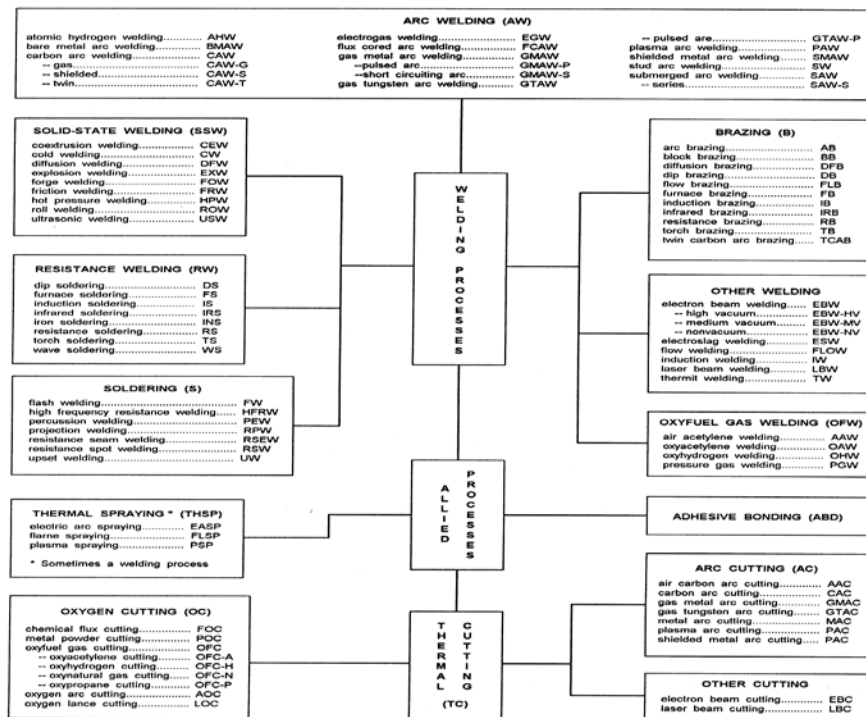 ARC WELDING (AW)
atomic hydrogen welding....................AHW
bare metal arc welding.....................BMAW
carbon arc welding.........................CAW
-- gas.....................................CAW-G
-- shielded................................CAW-S
-- twin....................................CAW-T
electrogas welding.........................EGW
flux cored arc welding.....................FCAW
gas metal arc welding......................GMAW
--pulsed arc...............................GMAW-P
--short circuiting arc.....................GMAW-S
gas tungsten arc welding...................GTAW
-- pulsed are..............................GTAW-P
plasma arc welding.........................PAW
shielded metal arc welding.................SMAW
stud arc welding...........................SW
submerged arc welding......................SAW
-- series..................................SAW-S
SOLID-STATE WELDING (SSW)
coextrusion welding........................CEW
cold welding...............................CW
diffusion welding..........................DFW
explosion welding..........................EXW
forge welding..............................FOW
friction welding...........................FRW
hot pressure welding.......................HPW
roll welding...............................ROW
ultrasonic welding.........................USW
WELDING PROCESSES
BRAZING (B)
arc brazing................................AB
block brazing..............................BB
diffusion brazing..........................DFB
dip brazing................................DB
flow brazing...............................FLB
furnace brazing............................FB
induction brazing..........................IB
infrared brazing...........................IRB
resistance brazing.........................RB
torch brazing..............................TB
twin carbon arc brazing....................TCAB
RESISTANCE WELDING (RW)
dip soldering..............................DS
furnace soldering..........................FS
induction soldering........................IS
infrared soldering.........................IRS
iron soldering.............................INS
resistance soldering.......................RS
torch soldering............................TS
wave soldering.............................WS
OTHER WELDING
electron beam welding......................EBW
-- high vacuum.............................EBW-HV
-- medium vacuum...........................EBW-MV
-- nonvacuum...............................EBW-NV
electroslag welding........................ESW
flow welding...............................FLOW
induction welding..........................IW
laser beam welding.........................LBW
thermit welding............................TW
SOLDERING (S)
flash welding..............................FW
high frequency resistance welding..........HFRW
percussion welding.........................PEW
projection welding.........................RPW
resistance seam welding....................RSEW
resistance spot welding....................RSW
upset welding..............................UW
OXYFUEL GAS WELDING (OFW)
air acetylene welding......................AAW
oxyacetylene welding.......................OAW
oxyhydrogen welding........................OHW
pressure gas welding.......................PGW
ALLIED PROCESSES
THERMAL SPRAYING * (THSP)
electric arc spraying......................EASP
flame spraying.............................FLSP
plasma spraying............................PSP
* Sometimes a welding process
ADHESIVE BONDING (ABD)
ARC CUTTING (AC)
air carbon arc cutting.....................AAC
carbon arc cutting.........................CAC
gas metal arc cutting......................GMAC
gas tungsten arc cutting...................GTAC
metal arc cutting..........................MAC
plasma arc cutting.........................PAC
shielded metal arc cutting.................PAC
OXYGEN CUTTING (OC)
chemical flux cutting......................FOC
metal powder cutting.......................POC
oxyfuel gas cutting........................OFC
-- oxyacetylene cutting....................OFC-A
-- oxyhydrogen cutting.....................OFC-H
-- oxynatural gas cutting..................OFC-N
-- oxypropane cutting......................OFC-P
oxygen arc cutting.........................AOC
oxygen lance cutting.......................LOC
THERMAL CUTTING
(TC)
OTHER CUTTING
electron beam cutting......................EBC
laser beam cutting.........................LBC